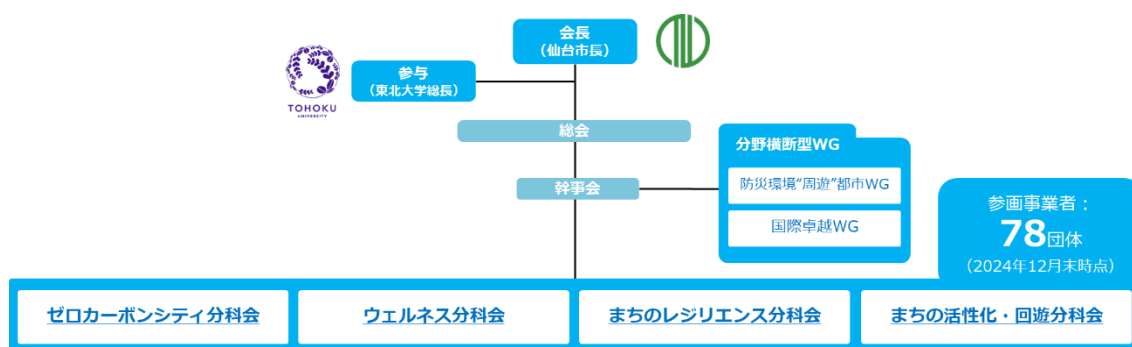 会長
（仙台市長）
参与
（東北大学総長）
TOHOKU
UNIVERSITY
総会
分野横断型WG
幹事会
防災環境“周遊”都市WG
国際卓越WG
参画事業者：
78団体
（2024年12月末時点）
ゼロカーボンシティ分科会
ウェルネス分科会
まちのレジリエンス分科会
まちの活性化・回遊分科会